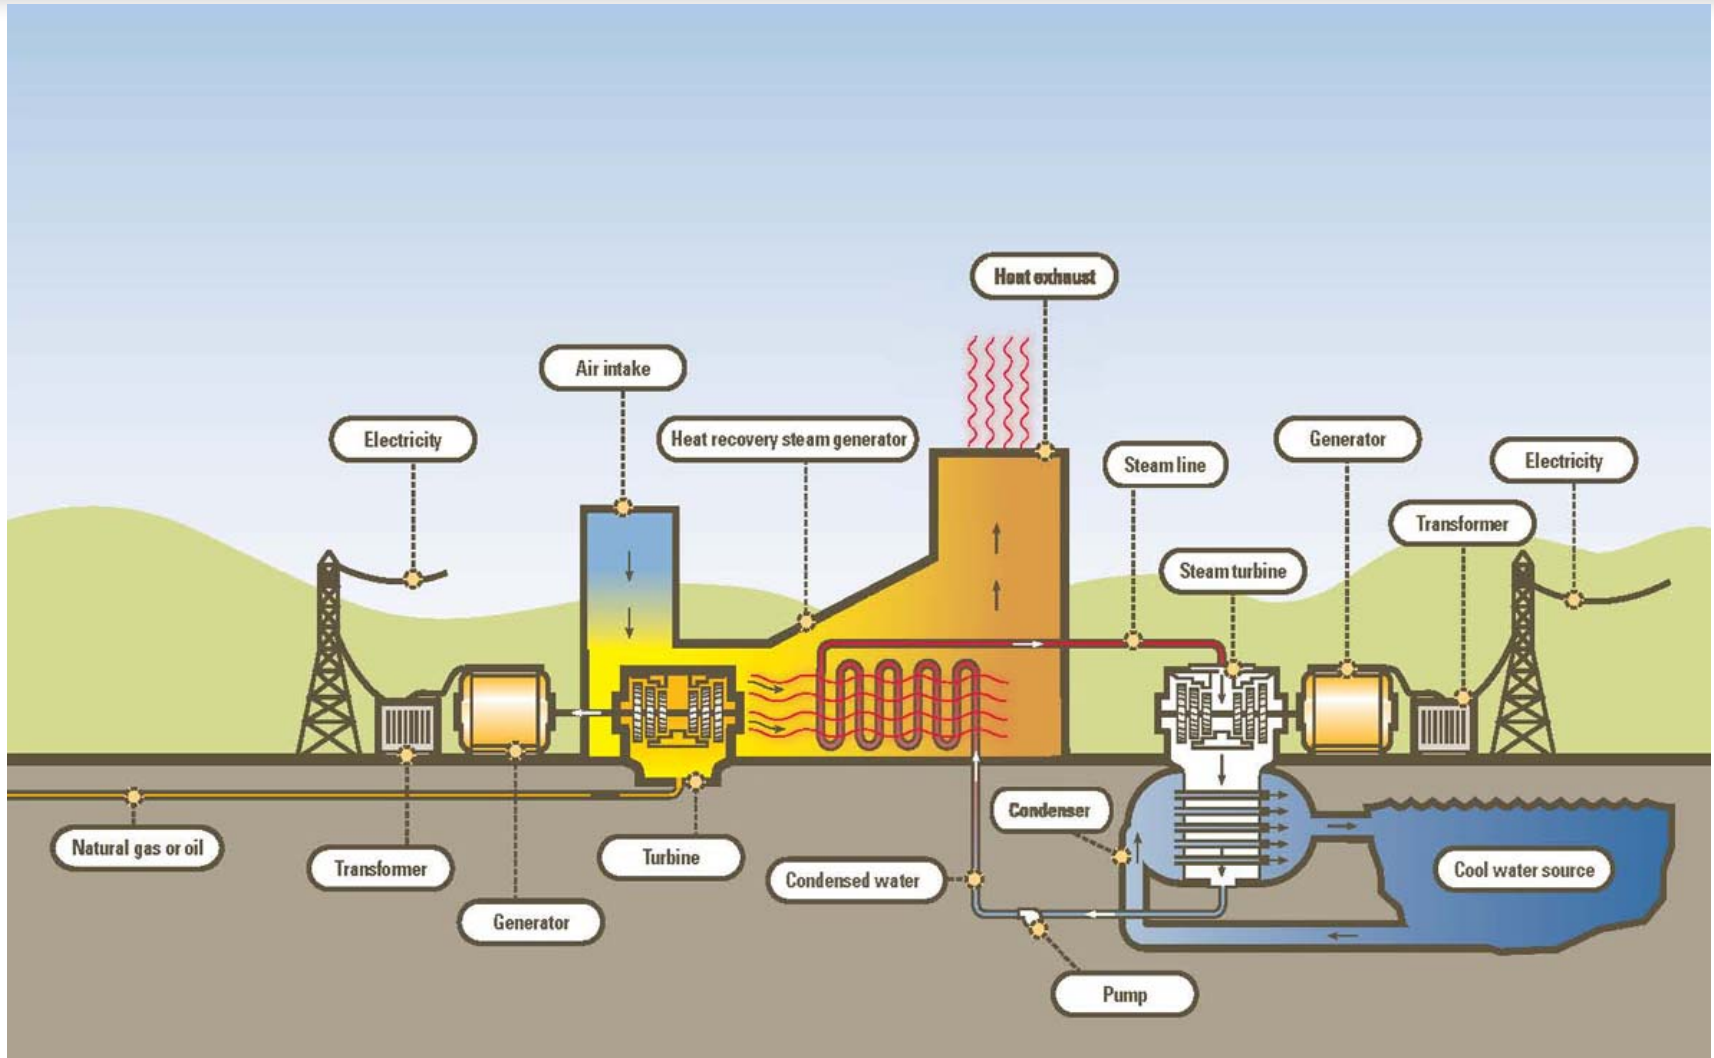 Heat exhaust
Air intake
Electricity
Heat recovery steam generator
Steam line
Generator
Electricity
Transformer
Steam turbine
Natural gas or oil
Transformer
Generator
Turbine
Condensed water
Condenser
Cool water source
Pump